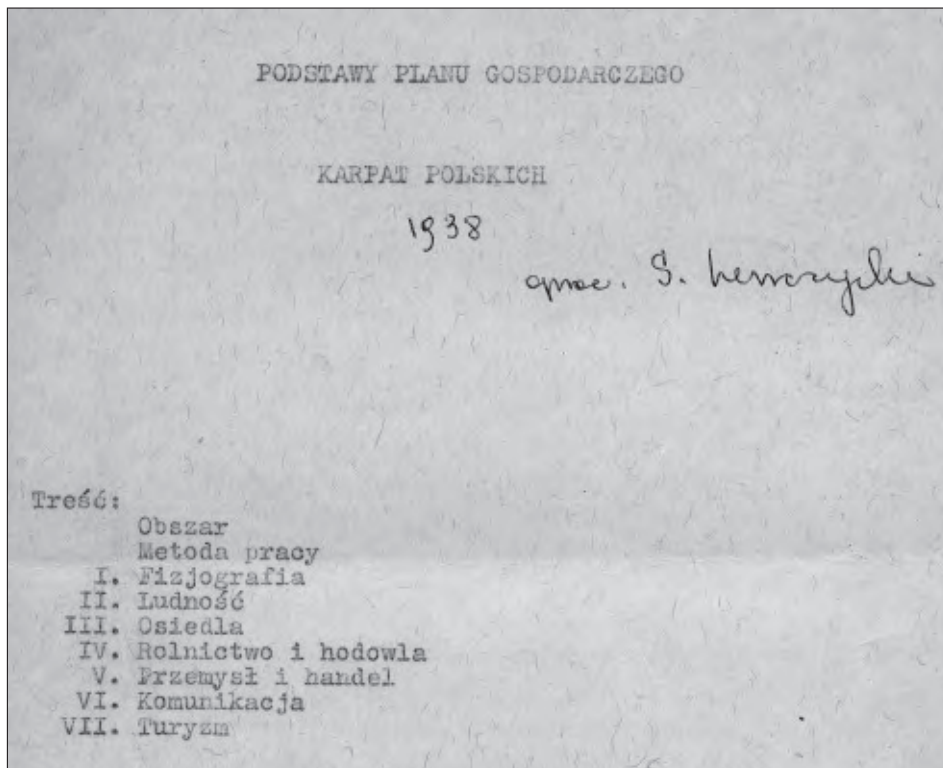 PODSTAWY PLANU GOSPODARCZEGO
KARPAT POLSKICH
1938
oprac. S. Leszczycki
Treść:
Obszar
Metoda pracy
I. Fizjografia
II. Ludność
III. Osiedla
IV. Rolnictwo i hodowla
V. Przemysł i handel
VI. Komunikacja
VII. Turyzm